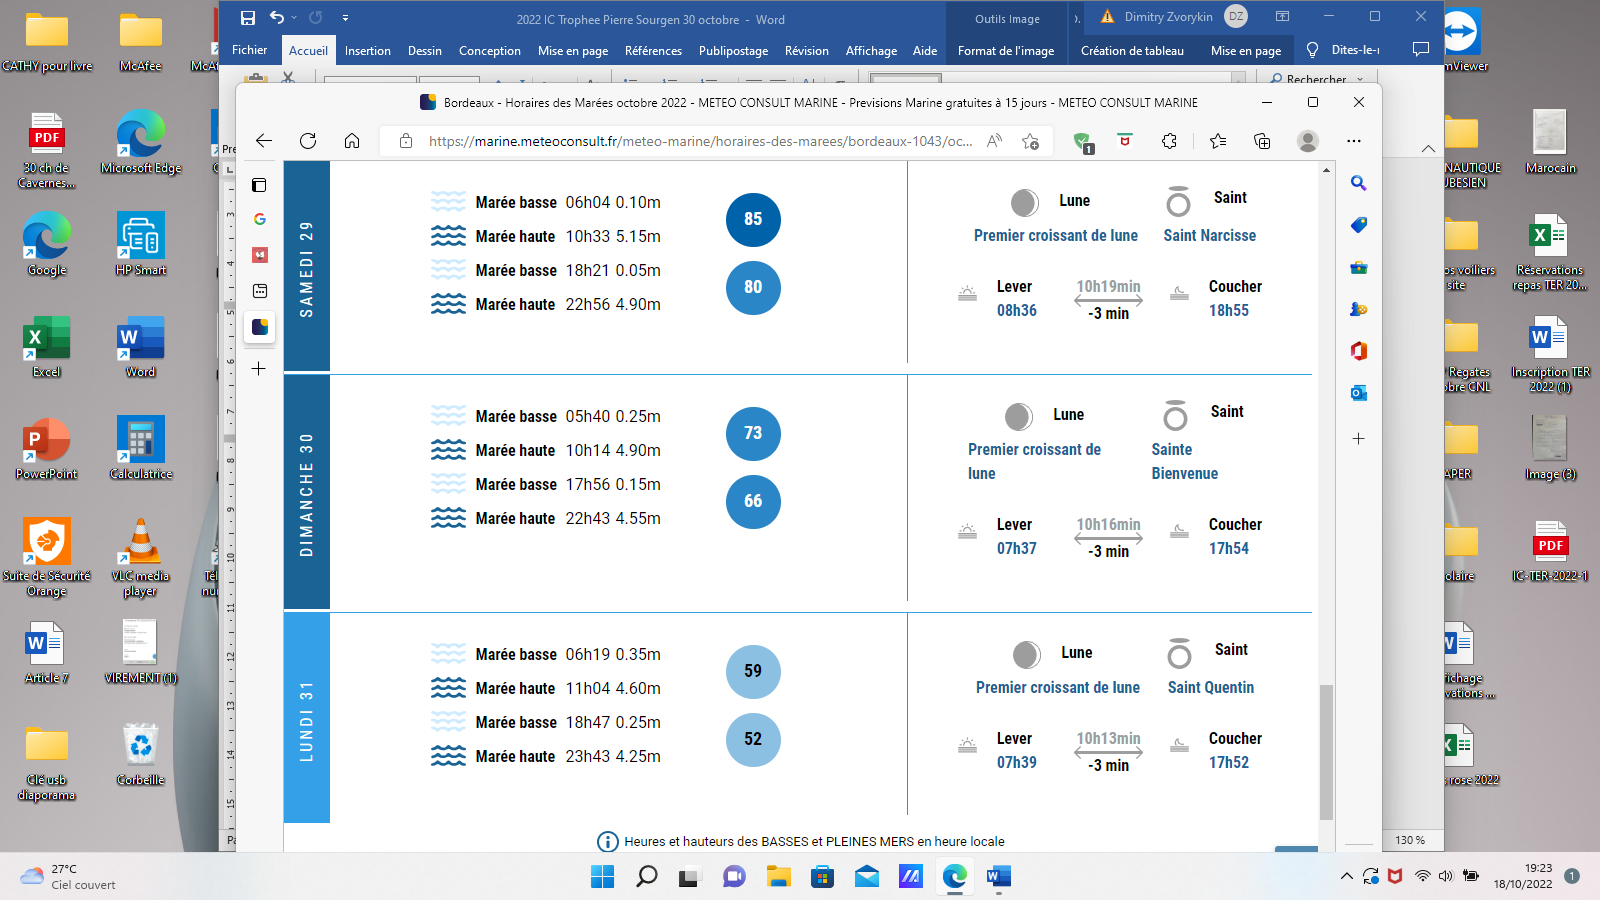 2022 IC Trophee Pierre Sourgen 30 octobre - Word
Outils Image
Dimitry Zvorykin
DZ
Fichier
Accueil
Insertion
Dessin
Conception
Mise en page
Références
Publipostage
Révision
Affichage
Aide
Format de l'image
Création de tableau
Mise en page
Rechercher
Bordeaux - Horaires des Marées octobre 2022 - METEO CONSULT MARINE - Previsions Marine gratuites à 15 jours - METEO CONSULT MARINE
https://marine.meteoconsult.fr/meteo-marine/horaires-des-marees/bordeaux-1043/oc...
SAMEDI 29
Marée basse 06h04 0.10m
Marée haute 10h33 5.15m
Marée basse 18h21 0.05m
Marée haute 22h56 4.90m
85
80
Lune
Premier croissant de lune
Saint
Saint Narcisse
Lever
08h36
10h19min
-3 min
Coucher
18h55
DIMANCHE 30
Marée basse 05h40 0.25m
Marée haute 10h14 4.90m
Marée basse 17h56 0.15m
Marée haute 22h43 4.55m
73
66
Lune
Premier croissant de
lune
Saint
Sainte
Bienvenue
Lever
07h37
10h16min
-3 min
Coucher
17h54
LUNDI 31
Marée basse 06h19 0.35m
Marée haute 11h04 4.60m
Marée basse 18h47 0.25m
Marée haute 23h43 4.25m
59
52
Lune
Premier croissant de lune
Saint
Saint Quentin
Lever
07h39
10h13min
-3 min
Coucher
17h52
Heures et hauteurs des BASSES et PLEINES MERS en heure locale
130 %
CATHY pour livre
McAfee
30 ch de
Cavernes...
Microsoft Edge
Google
HP Smart
Excel
Word
PowerPoint
Calculatrice
Suite de Sécurité
Orange
VLC media
player
Article 7
VIREMENT (1)
Clé usb
diaporama
Corbeille
Marocain
Réservations
repas TER 20...
Inscription TER
2022 (1)
Image (3)
IC-TER-2022-1
27°C
Ciel couvert
19:23
18/10/2022
1